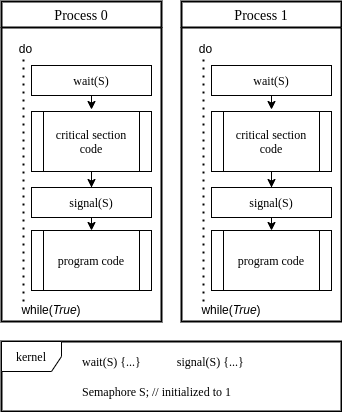 Process 0
do
wait(S)
critical section
code
signal(S)
program code
while(True)
Process 1
do
wait(S)
critical section
code
signal(S)
program code
while(True)
kernel
wait(S) {...} signal(S) {...}
Semaphore S; // initialized to 1